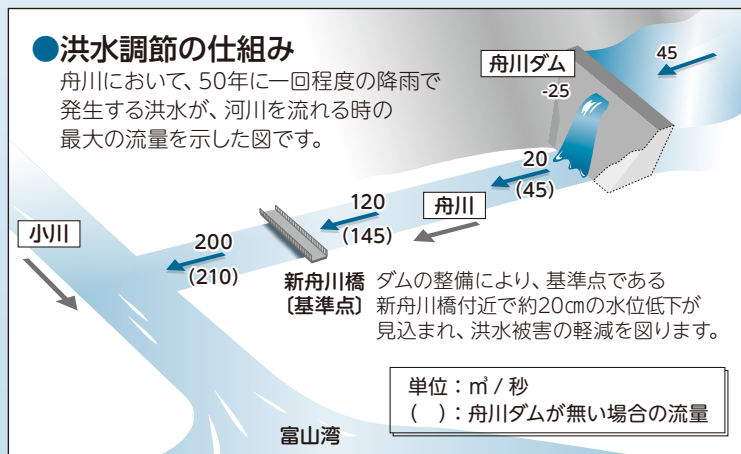 ●洪水調節の仕組み
舟川において、50年に一回程度の降雨で
発生する洪水が、河川を流れる時の
最大の流量を示した図です。
舟川ダム
45
-25
20
(45)
舟川
120
(145)
小川
200
(210)
新舟川橋
〔基準点〕
ダムの整備により、基準点である
新舟川橋付近で約20㎝の水位低下が
見込まれ、洪水被害の軽減を図ります。
単位：㎥ / 秒
(　)：舟川ダムが無い場合の流量
富山湾